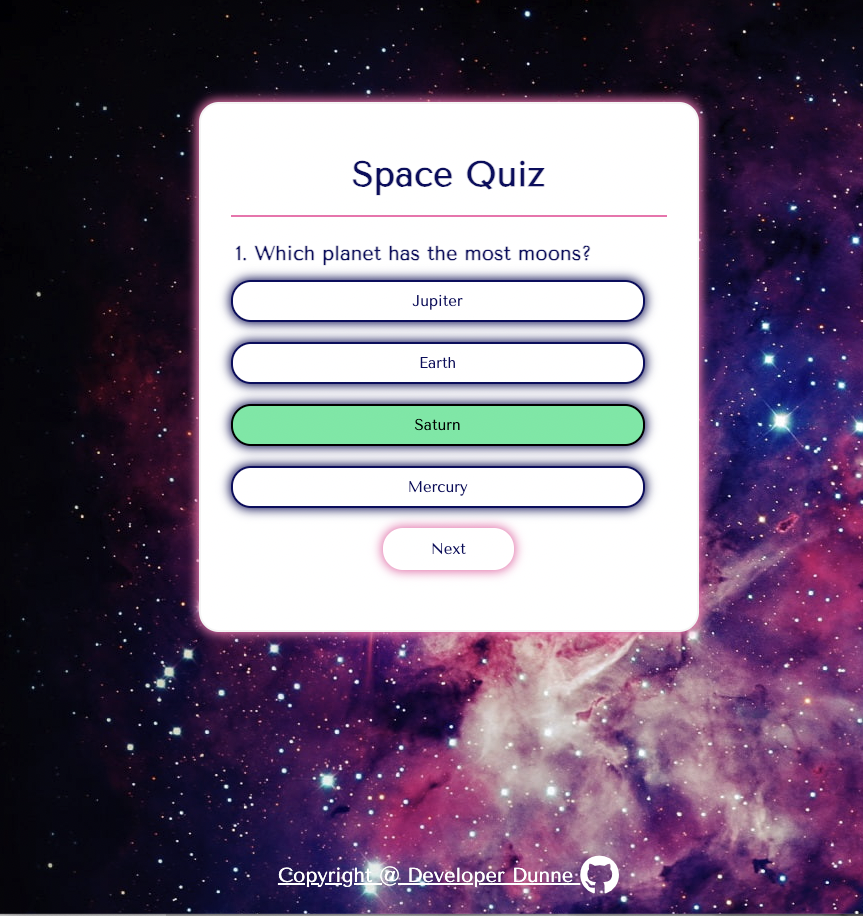 Space Quiz
1. Which planet has the most moons?
Jupiter
Earth
Saturn
Mercury
Next
Copyright @ Developer Dunne